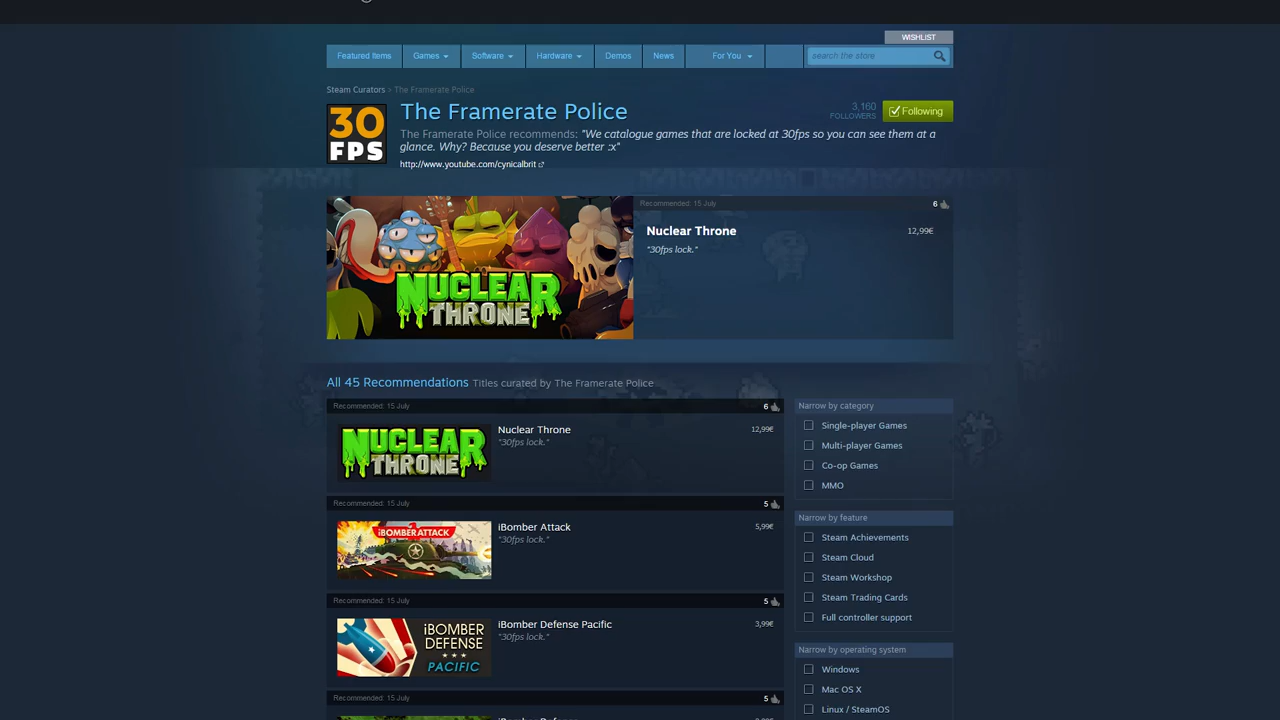 WISHLIST
Featured Items
Games
Software
Hardware
Demos
News
For You
search the store
Steam Curators > The Framerate Police
30
FPS
The Framerate Police
3,160
FOLLOWERS
Following
The Framerate Police recommends: "We catalogue games that are locked at 30fps so you can see them at a
glance. Why? Because you deserve better :x"
http://www.youtube.com/cynicalbrit
NUCLEAR
THRONE
Recommended: 15 July
6
Nuclear Throne
12,99€
"30fps lock."
All 45 Recommendations Titles curated by The Framerate Police
Recommended: 15 July
6
NUCLEAR
THRONE
Nuclear Throne
12,99€
"30fps lock."
Recommended: 15 July
5
iBOMBERATTACK
iBomber Attack
5,99€
"30fps lock."
Recommended: 15 July
5
iBOMBER
DEFENSE
PACIFIC
iBomber Defense Pacific
3,99€
"30fps lock."
Recommended: 15 July
5
Narrow by category
Single-player Games
Multi-player Games
Co-op Games
MMO
Narrow by feature
Steam Achievements
Steam Cloud
Steam Workshop
Steam Trading Cards
Full controller support
Narrow by operating system
Windows
Mac OS X
Linux / SteamOS